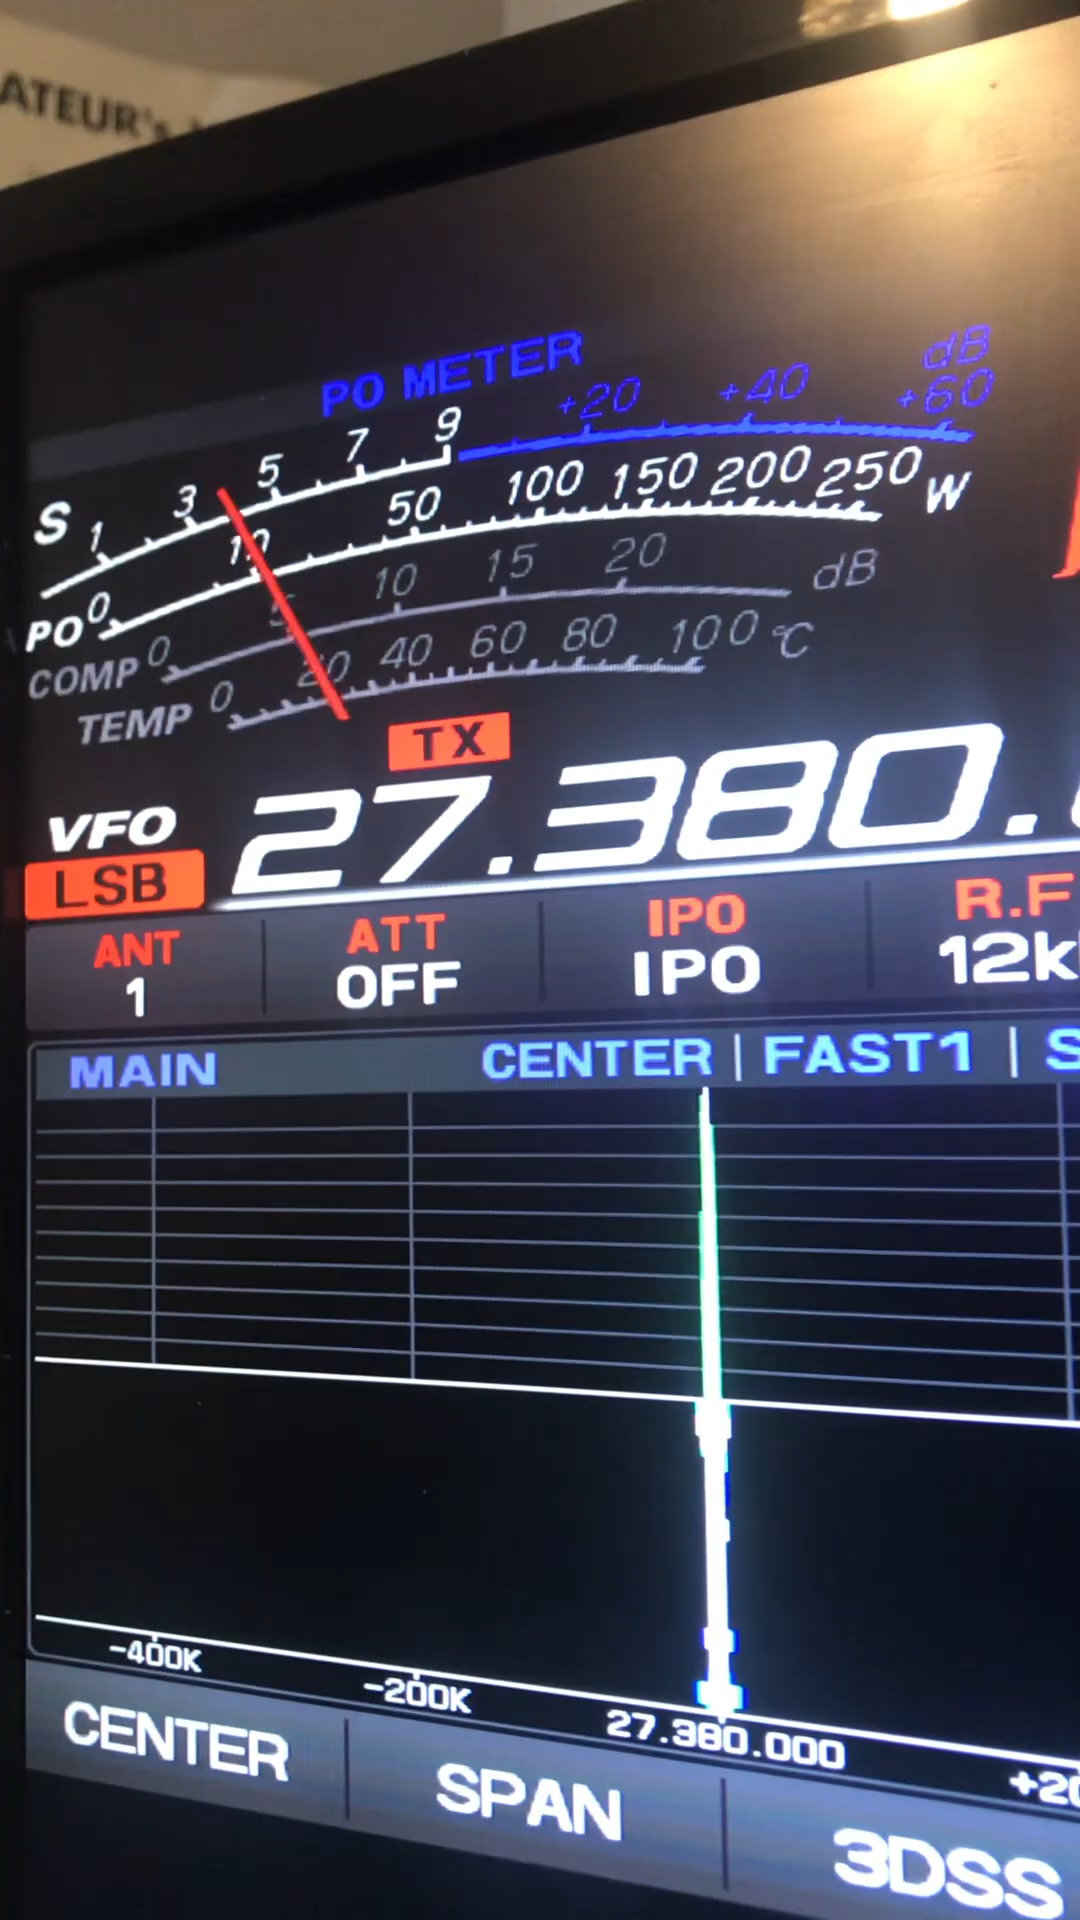 ATEUR's
PO METER
dB
S 1 3 5 7 9 +20 +40 +60
PO 0 10 50 100 150 200 250 W
COMP 0 5 10 15 20 dB
TEMP 0 20 40 60 80 100 °C
TX
VFO
27.380.
LSB
ANT ATT IPO R.F
1 OFF IPO 12k
MAIN CENTER | FAST1 | S
-400K -200K 27.380.000 +20
CENTER SPAN 3DSS